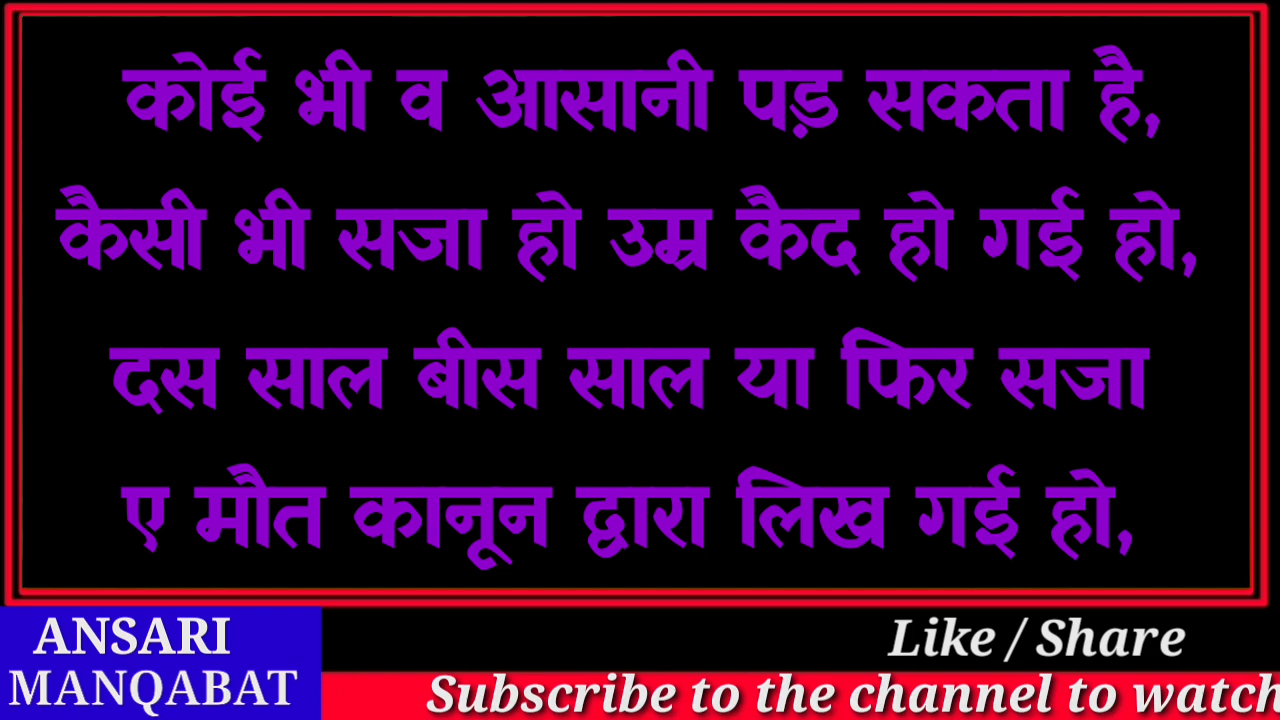 कोई भी व आसानी पड़ सकता है,
कैसी भी सजा हो उम्र कैद हो गई हो,
दस साल बीस साल या फिर सजा
ए मौत कानून द्वारा लिख गई हो,
ANSARI
MANQABAT
Like / Share
Subscribe to the channel to watch